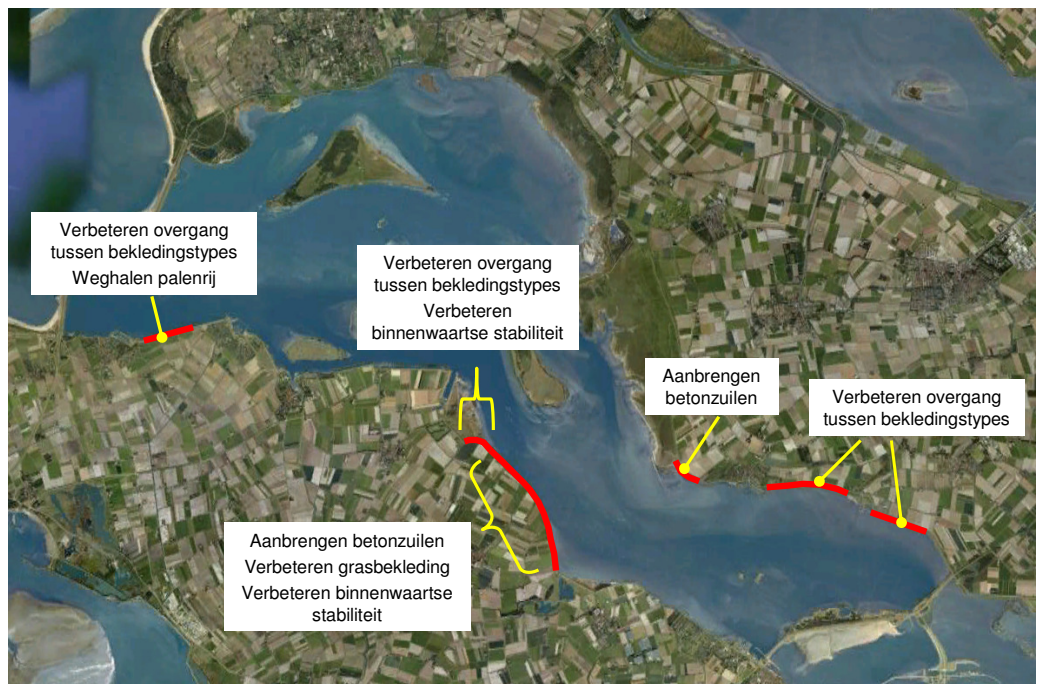 Verbeteren overgang
tussen bekledingstypes
Weghalen palenrij
Verbeteren overgang
tussen bekledingstypes
Verbeteren
binnenwaartse stabiliteit
Aanbrengen
betonzuilen
Verbeteren overgang
tussen bekledingstypes
Aanbrengen betonzuilen
Verbeteren grasbekleding
Verbeteren binnenwaartse
stabiliteit